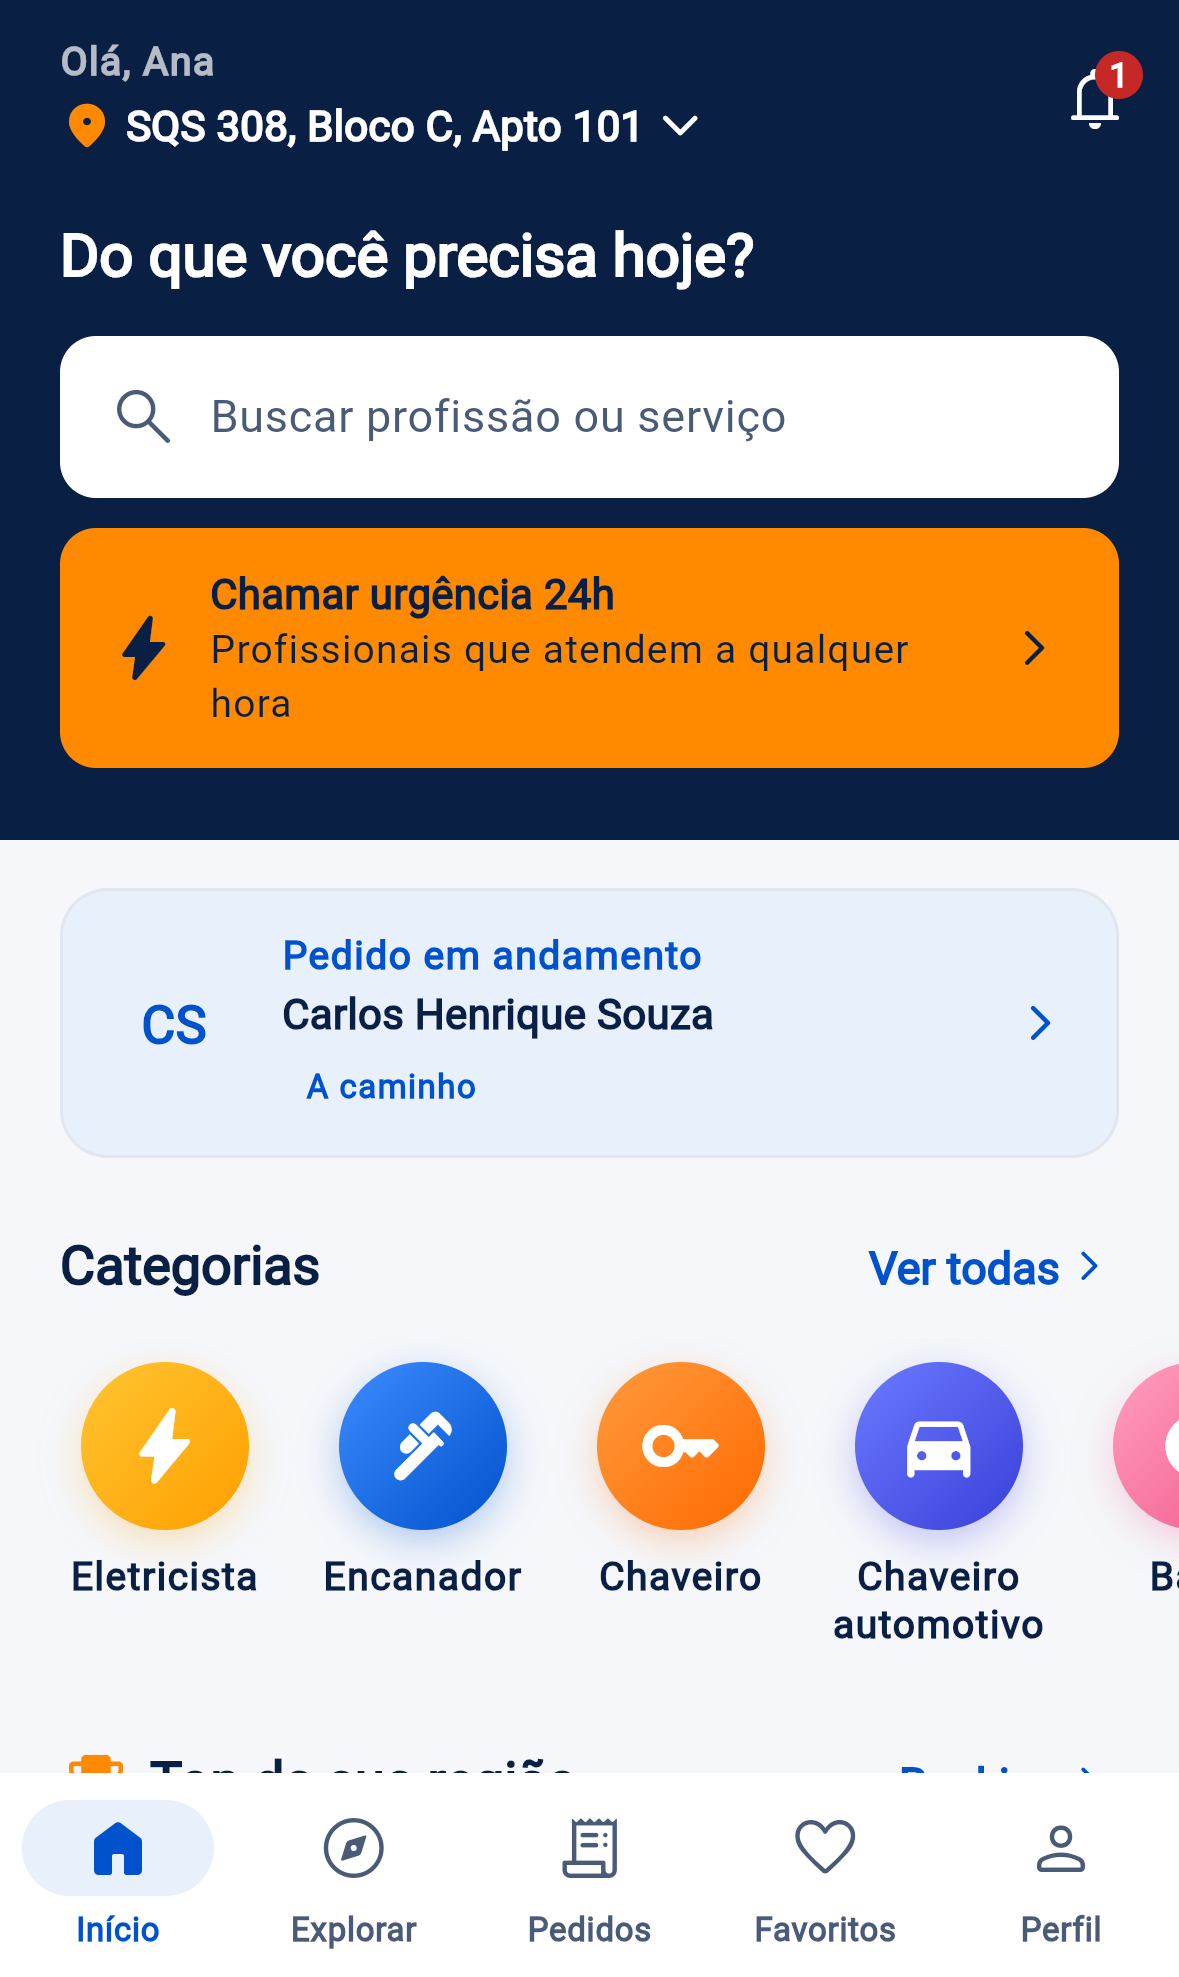 Olá, Ana
1
SQS 308, Bloco C, Apto 101
Do que você precisa hoje?
Buscar profissão ou serviço
Chamar urgência 24h
Profissionais que atendem a qualquer
hora
Pedido em andamento
CS
Carlos Henrique Souza
A caminho
Categorias
Ver todas
Eletricista
Encanador
Chaveiro
Chaveiro
automotivo
Início
Explorar
Pedidos
Favoritos
Perfil